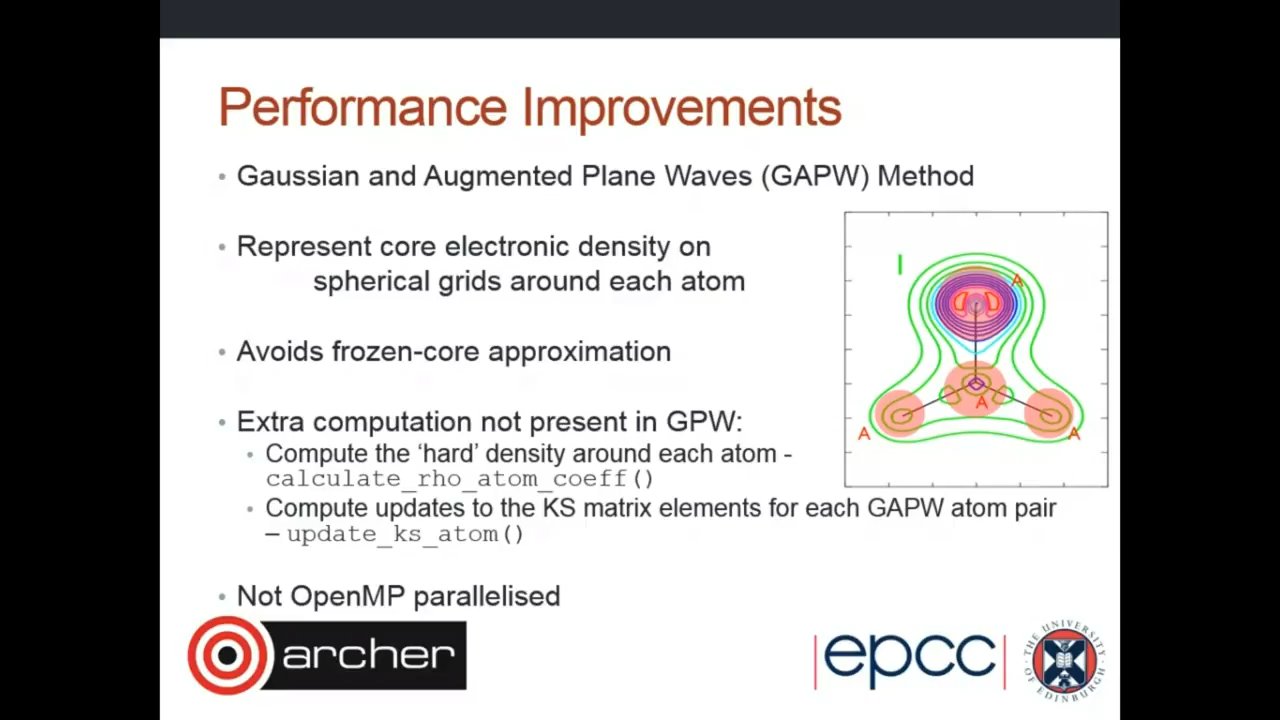 Performance Improvements
• Gaussian and Augmented Plane Waves (GAPW) Method
• Represent core electronic density on
spherical grids around each atom
• Avoids frozen-core approximation
• Extra computation not present in GPW:
• Compute the ‘hard’ density around each atom -
calculate_rho_atom_coeff()
• Compute updates to the KS matrix elements for each GAPW atom pair
– update_ks_atom()
• Not OpenMP parallelised
I
A
A
A
A
archer
epcc
THE UNIVERSITY OF EDINBURGH